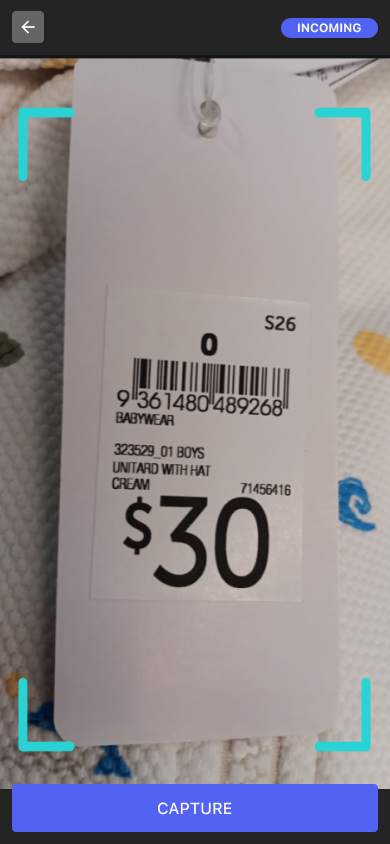 INCOMING
S26
0
9 361480 489268
BABYWEAR
323529_01 BOYS
UNITARD WITH HAT
CREAM 71456416
$30
CAPTURE